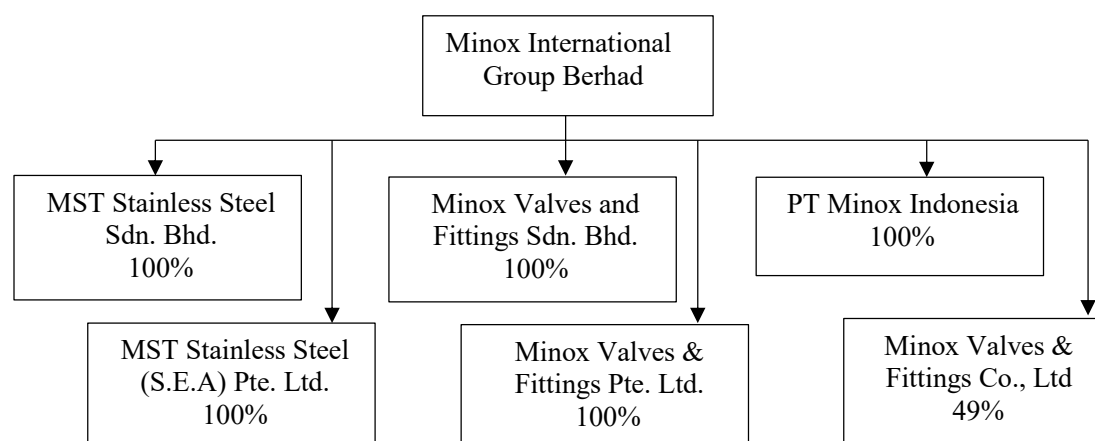 Minox International
Group Berhad
MST Stainless Steel
Sdn. Bhd.
100%
Minox Valves and
Fittings Sdn. Bhd.
100%
PT Minox Indonesia
100%
MST Stainless Steel
(S.E.A) Pte. Ltd.
100%
Minox Valves &
Fittings Pte. Ltd.
100%
Minox Valves &
Fittings Co., Ltd
49%